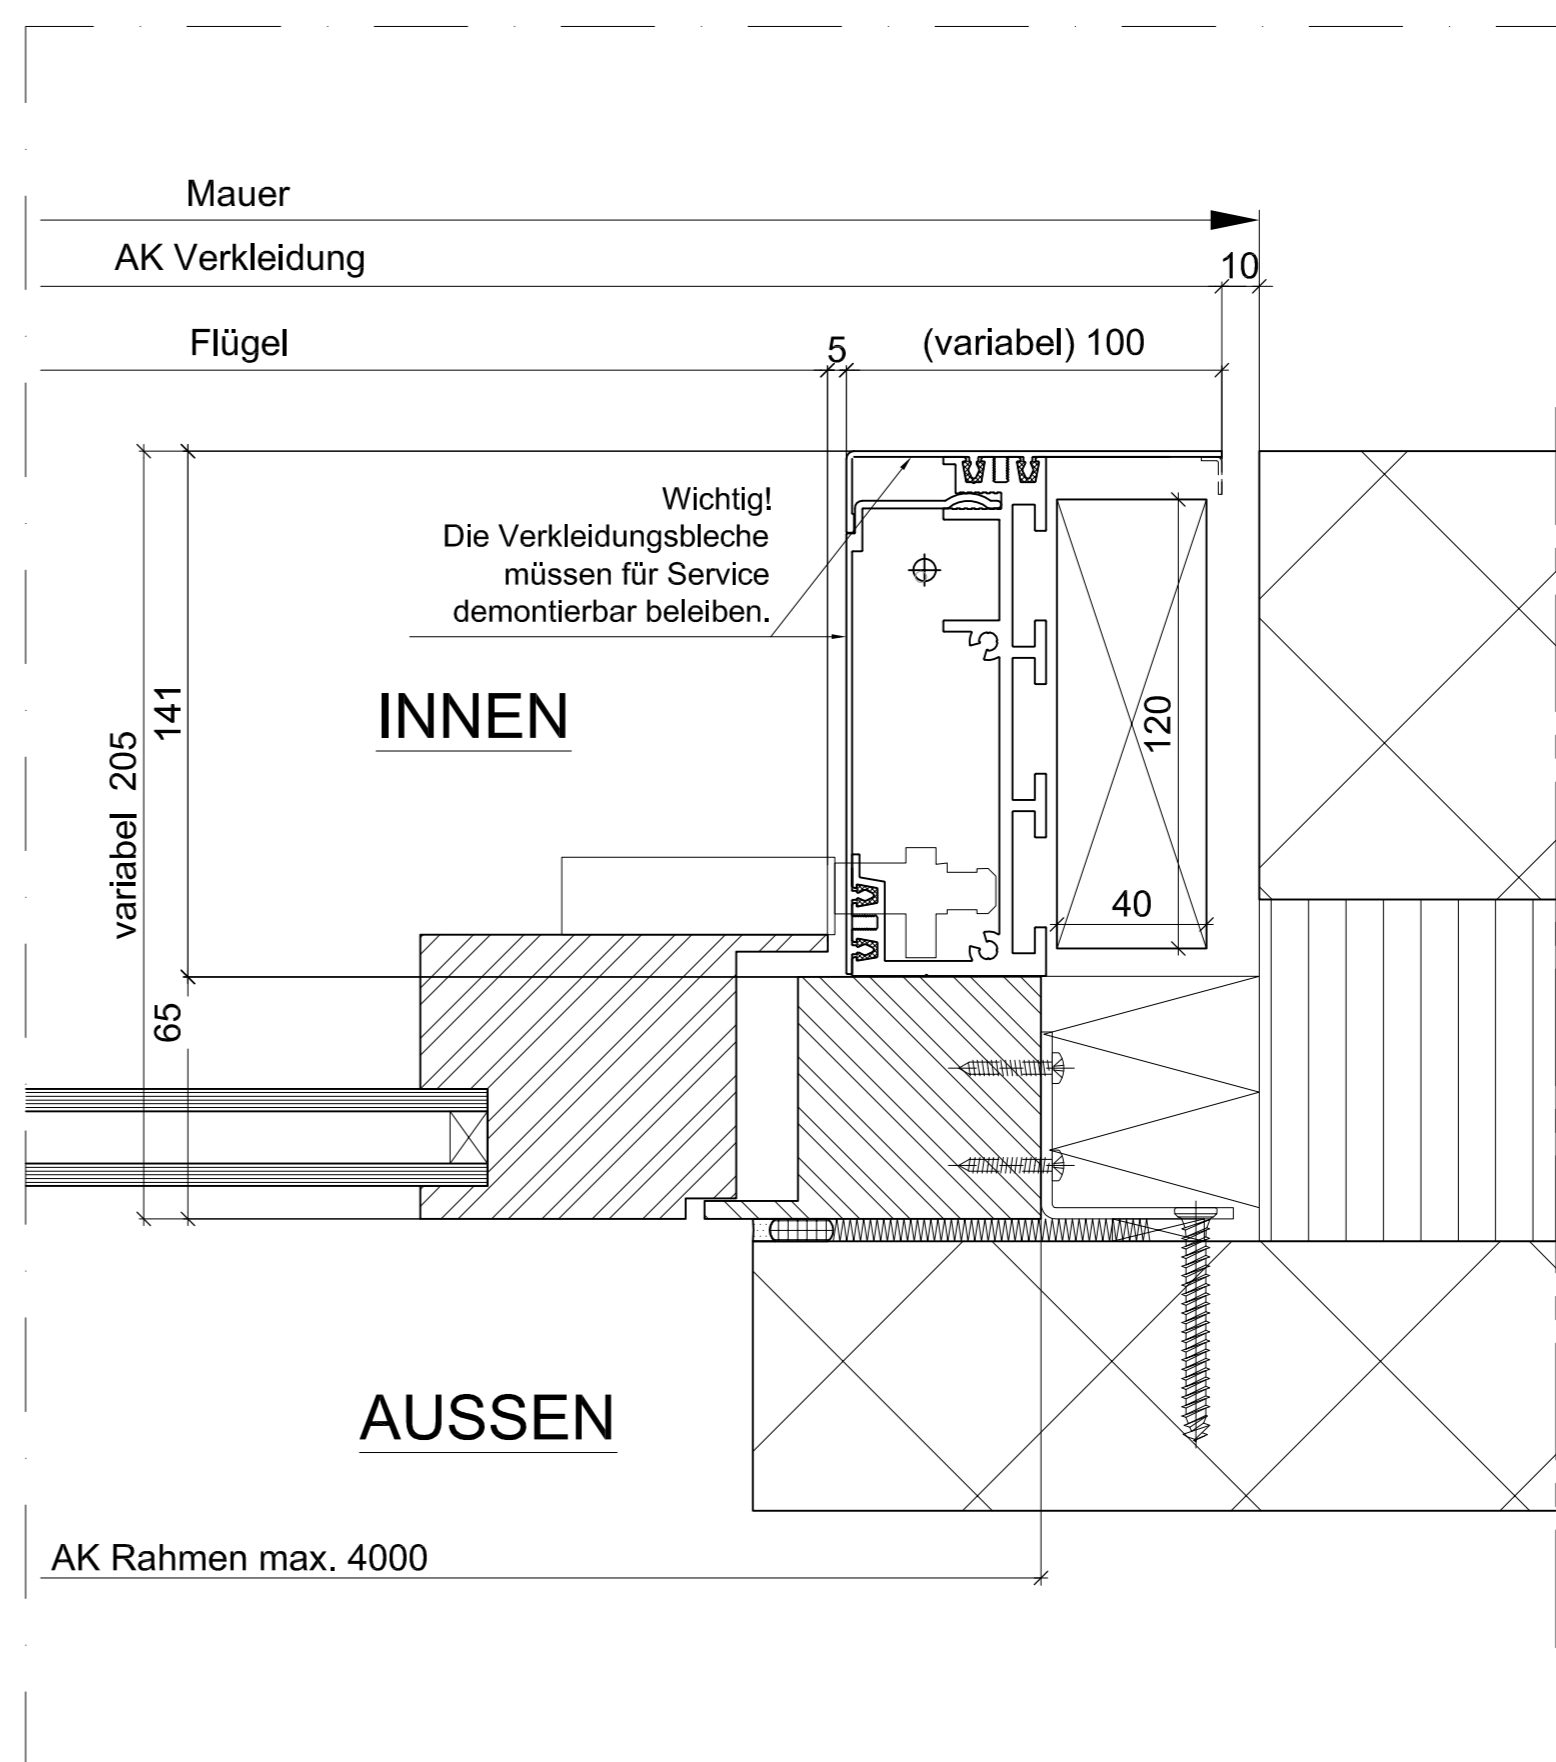 Mauer
AK Verkleidung
10
Flügel
5
(variabel) 100
Wichtig!
Die Verkleidungsbleche
müssen für Service
demontierbar beleiben.
INNEN
141
variabel 205
120
40
65
AUSSEN
AK Rahmen max. 4000